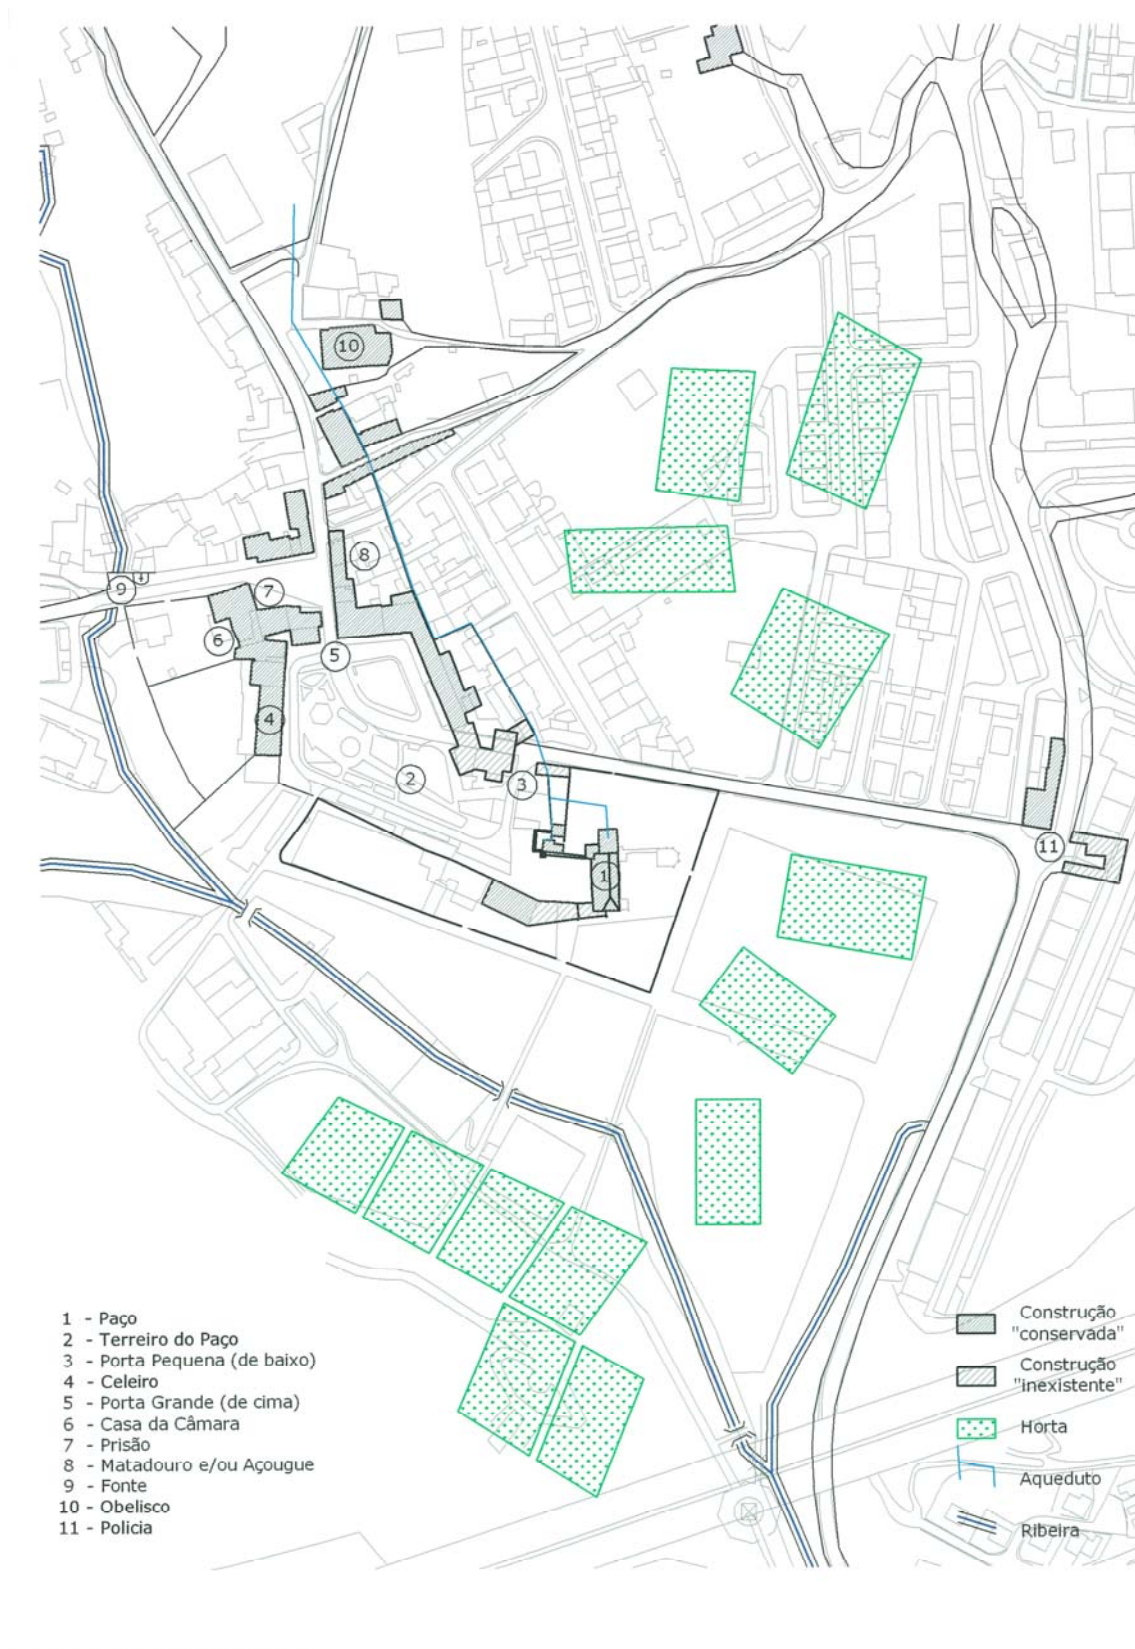 10
8
7
9
6
5
4
2
3
11
1
1 - Paço
2 - Terreiro do Paço
3 - Porta Pequena (de baixo)
4 - Celeiro
5 - Porta Grande (de cima)
6 - Casa da Câmara
7 - Prisão
8 - Matadouro e/ou Açougue
9 - Fonte
10 - Obelisco
11 - Policia
Construção
"conservada"
Construção
"inexistente"
Horta
Aqueduto
Ribeira